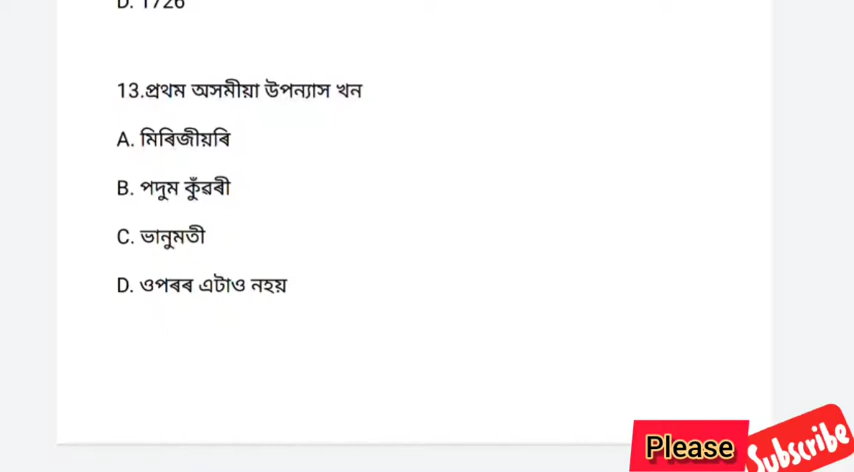 D. 1726
13.প্ৰথম অসমীয়া উপন্যাস খন
A. মিৰিজীয়ৰি
B. পদুম কুঁৱৰী
C. ভানুমতী
D. ওপৰৰ এটাও নহয়
Please
Subscribe